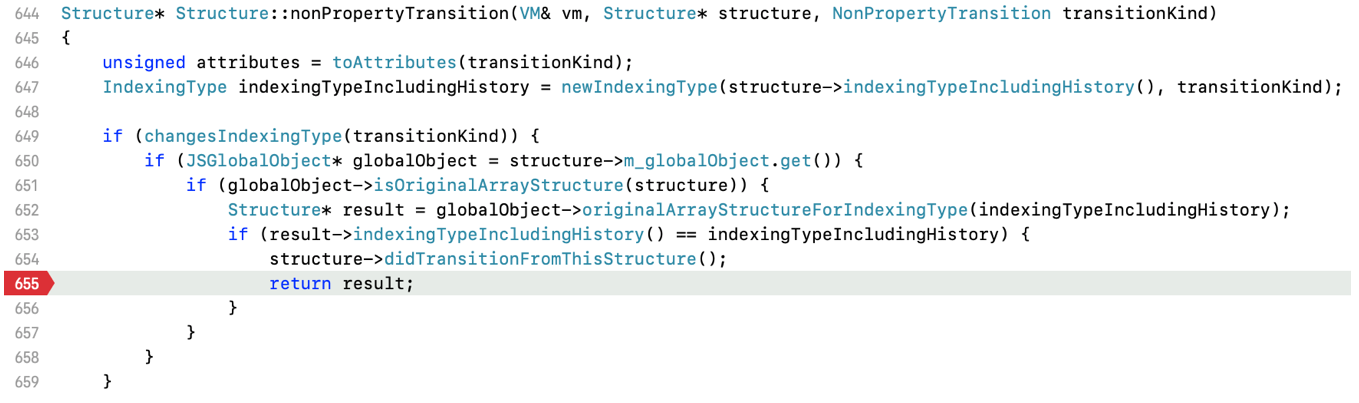 644 Structure* Structure::nonPropertyTransition(VM& vm, Structure* structure, NonPropertyTransition transitionKind)
645 {
646     unsigned attributes = toAttributes(transitionKind);
647     IndexingType indexingTypeIncludingHistory = newIndexingType(structure->indexingTypeIncludingHistory(), transitionKind);
648
649     if (changesIndexingType(transitionKind)) {
650         if (JSGlobalObject* globalObject = structure->m_globalObject.get()) {
651             if (globalObject->isOriginalArrayStructure(structure)) {
652                 Structure* result = globalObject->originalArrayStructureForIndexingType(indexingTypeIncludingHistory);
653                 if (result->indexingTypeIncludingHistory() == indexingTypeIncludingHistory) {
654                     structure->didTransitionFromThisStructure();
655                     return result;
656                 }
657             }
658         }
659     }